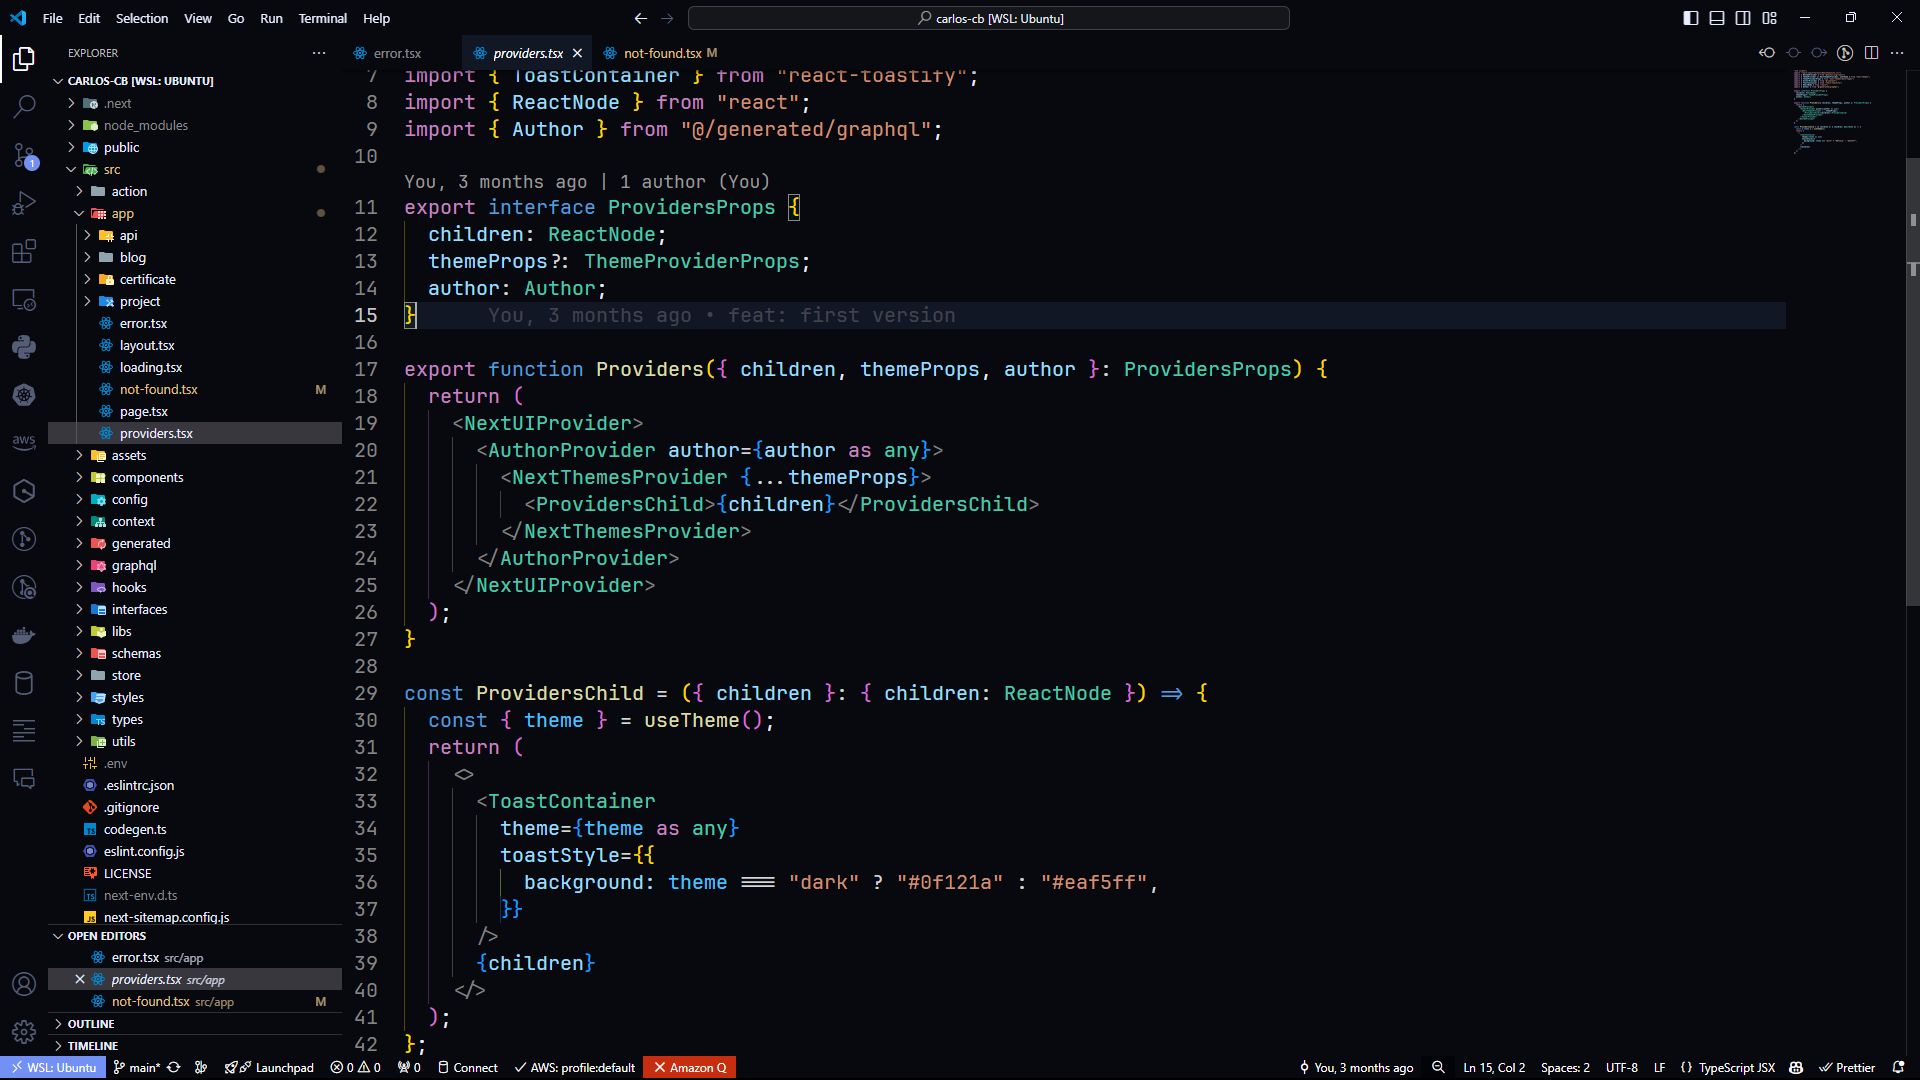 File Edit Selection View Go Run Terminal Help
carlos-cb [WSL: Ubuntu]
EXPLORER
error.tsx
providers.tsx
not-found.tsx M
CARLOS-CB [WSL: UBUNTU]
.next
node_modules
public
src
action
app
api
blog
certificate
project
error.tsx
layout.tsx
loading.tsx
not-found.tsx M
page.tsx
providers.tsx
assets
components
config
context
generated
graphql
hooks
interfaces
libs
schemas
store
styles
types
utils
.env
.eslintrc.json
.gitignore
codegen.ts
eslint.config.js
LICENSE
next-env.d.ts
next-sitemap.config.js
OPEN EDITORS
error.tsx src/app
providers.tsx src/app
not-found.tsx src/app M
OUTLINE
TIMELINE
1
aws
7 import { ToastContainer } from "react-toastify";
8 import { ReactNode } from "react";
9 import { Author } from "@/generated/graphql";
10
You, 3 months ago | 1 author (You)
11 export interface ProvidersProps {
12 children: ReactNode;
13 themeProps?: ThemeProviderProps;
14 author: Author;
15 } You, 3 months ago • feat: first version
16
17 export function Providers({ children, themeProps, author }: ProvidersProps) {
18 return (
19 <NextUIProvider>
20 <AuthorProvider author={author as any}>
21 <NextThemesProvider {...themeProps}>
22 <ProvidersChild>{children}</ProvidersChild>
23 </NextThemesProvider>
24 </AuthorProvider>
25 </NextUIProvider>
26 );
27 }
28
29 const ProvidersChild = ({ children }: { children: ReactNode }) => {
30 const { theme } = useTheme();
31 return (
32 <>
33 <ToastContainer
34 theme={theme as any}
35 toastStyle={{
36 background: theme === "dark" ? "#0f121a" : "#eaf5ff",
37 }}
38 />
39 {children}
40 </>
41 );
42 };
WSL: Ubuntu main* Launchpad 0 0 0 Connect AWS: profile:default Amazon Q You, 3 months ago Ln 15, Col 2 Spaces: 2 UTF-8 LF {} TypeScript JSX Prettier